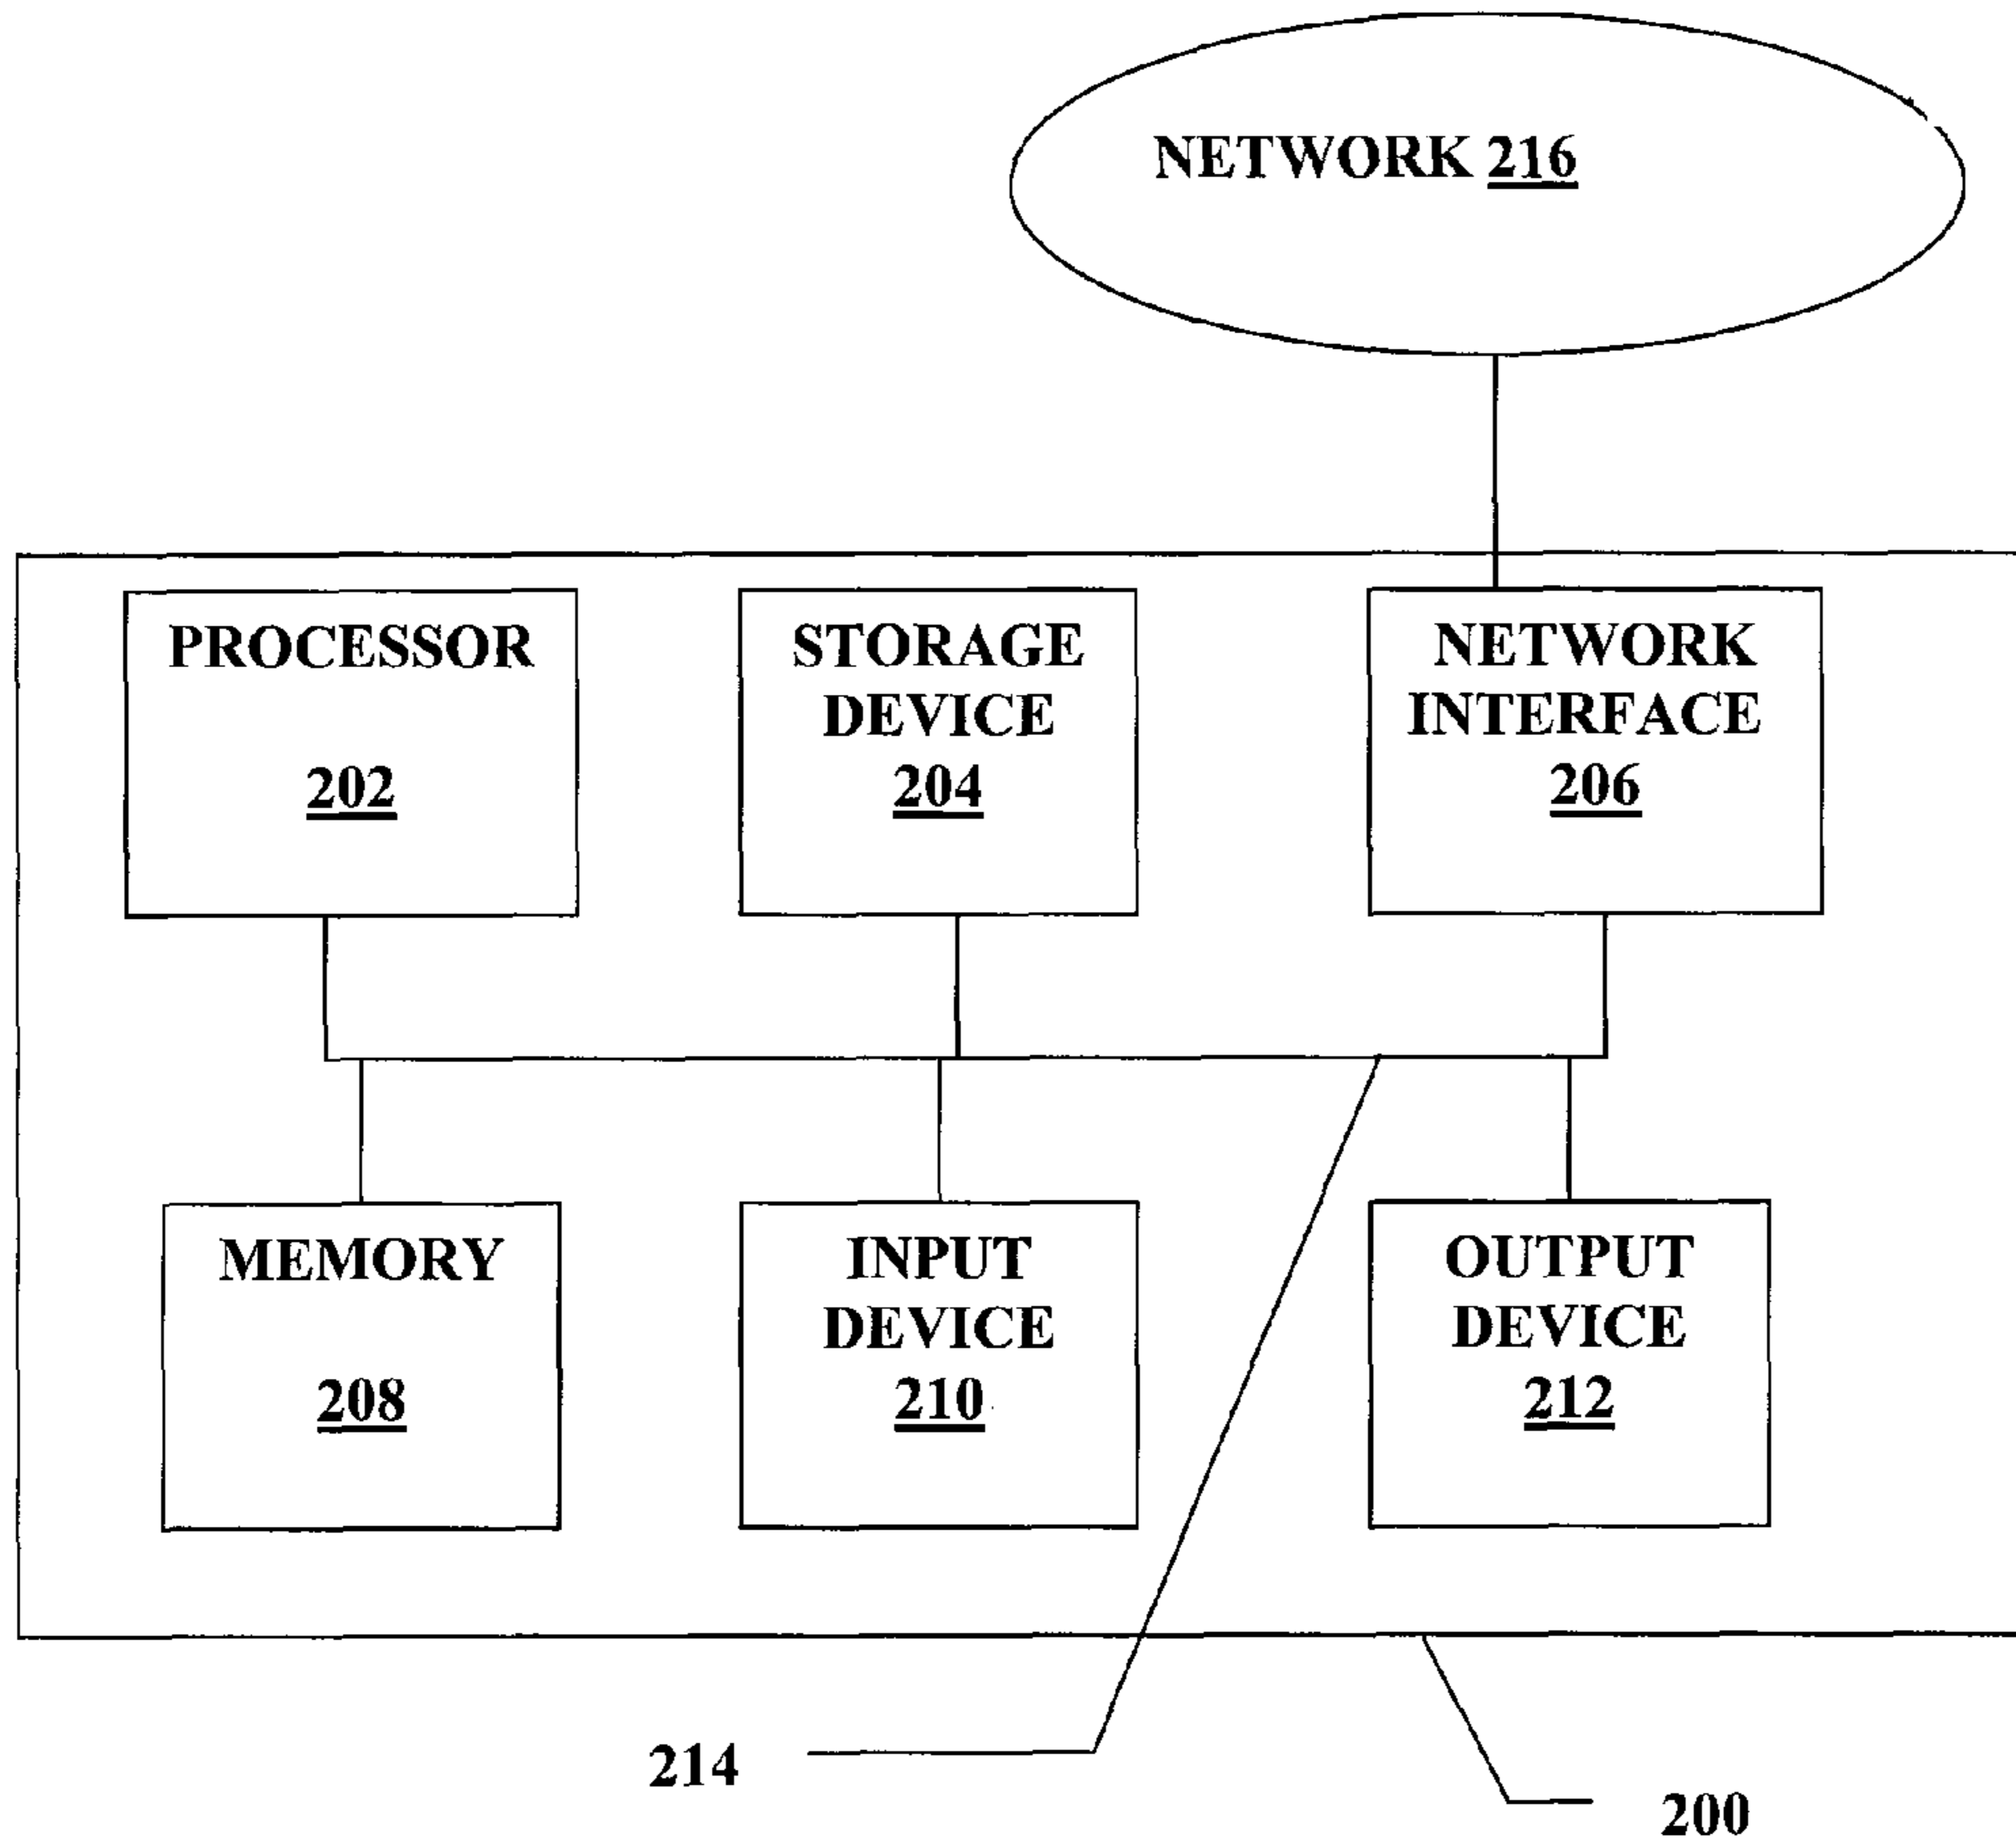 NETWORK 216
PROCESSOR
202
STORAGE
DEVICE
204
NETWORK
INTERFACE
206
MEMORY
208
INPUT
DEVICE
210
OUTPUT
DEVICE
212
214
200